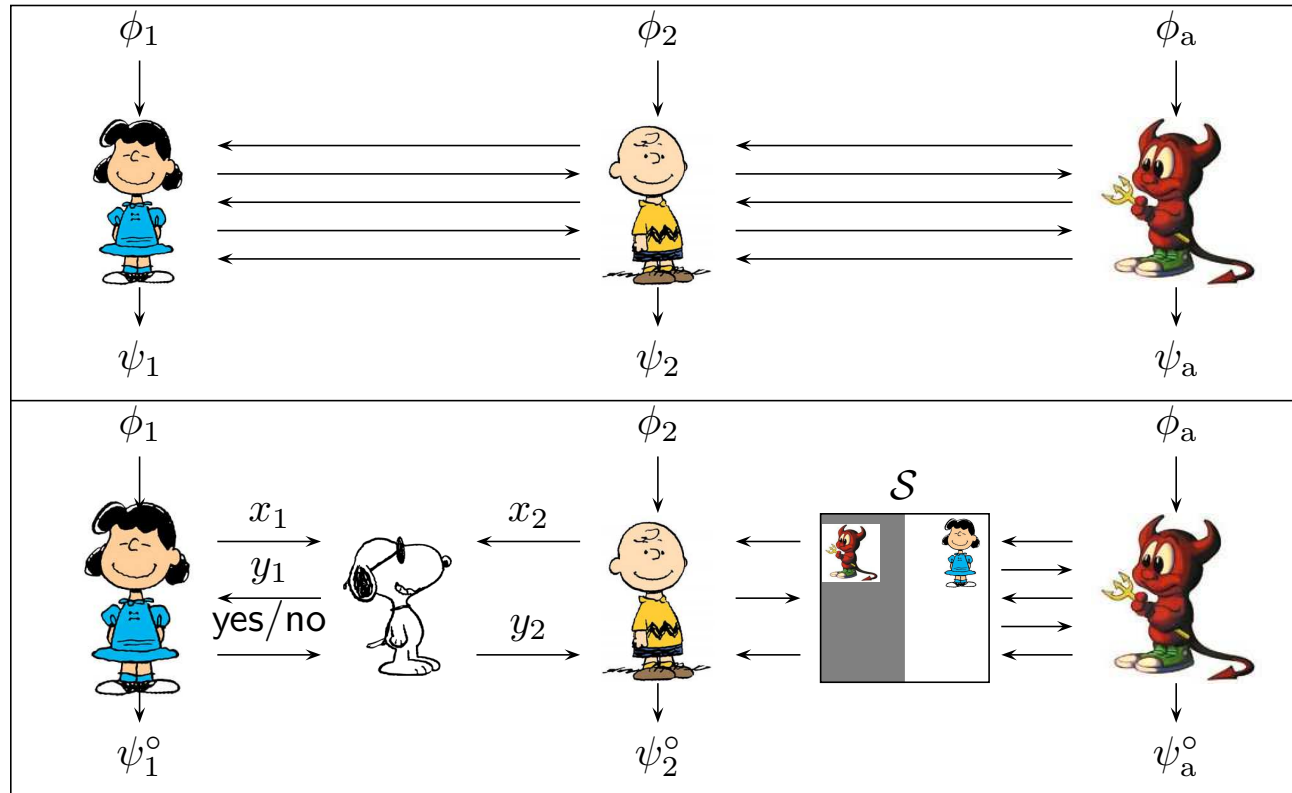 ϕ₁ ϕ₂ ϕₐ
ψ₁ ψ₂ ψₐ
ϕ₁ ϕ₂ ϕₐ
𝒮
x₁ x₂
y₁
yes/no y₂
ψ₁° ψ₂° ψₐ°